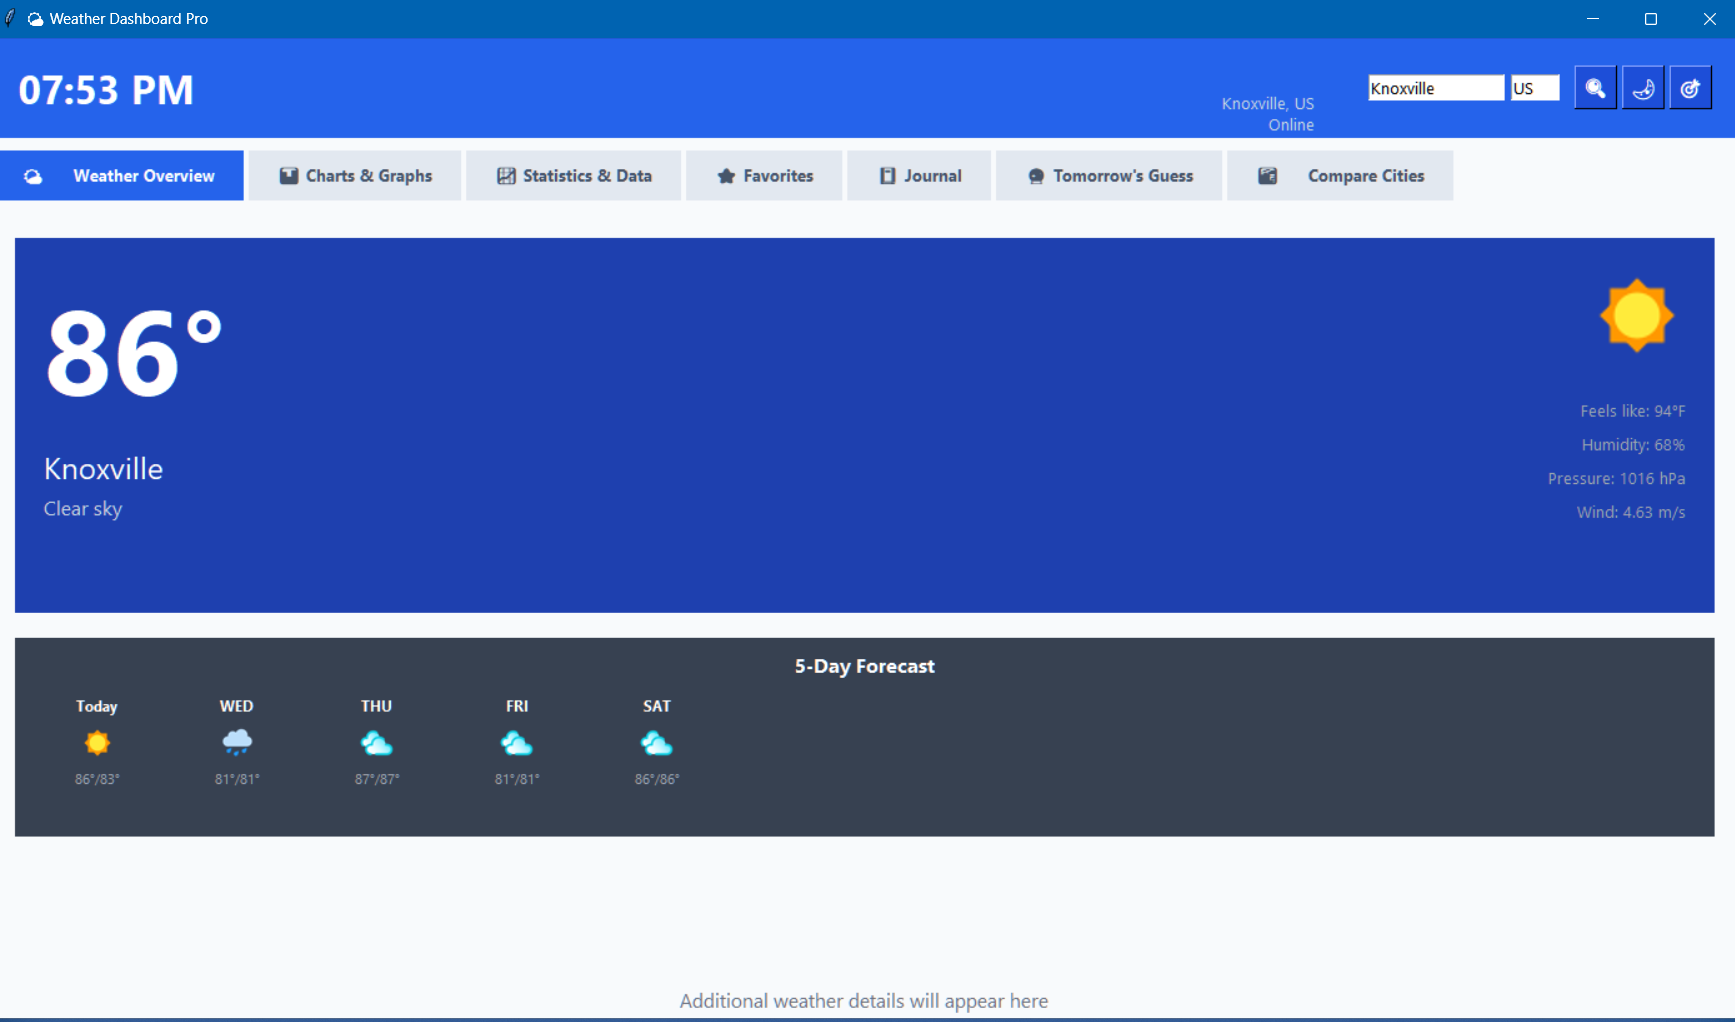 Weather Dashboard Pro
07:53 PM
Knoxville, US
Online
Knoxville
US
Weather Overview
Charts & Graphs
Statistics & Data
Favorites
Journal
Tomorrow's Guess
Compare Cities
86°
Knoxville
Clear sky
Feels like: 94°F
Humidity: 68%
Pressure: 1016 hPa
Wind: 4.63 m/s
5-Day Forecast
Today
86°/83°
WED
81°/81°
THU
87°/87°
FRI
81°/81°
SAT
86°/86°
Additional weather details will appear here